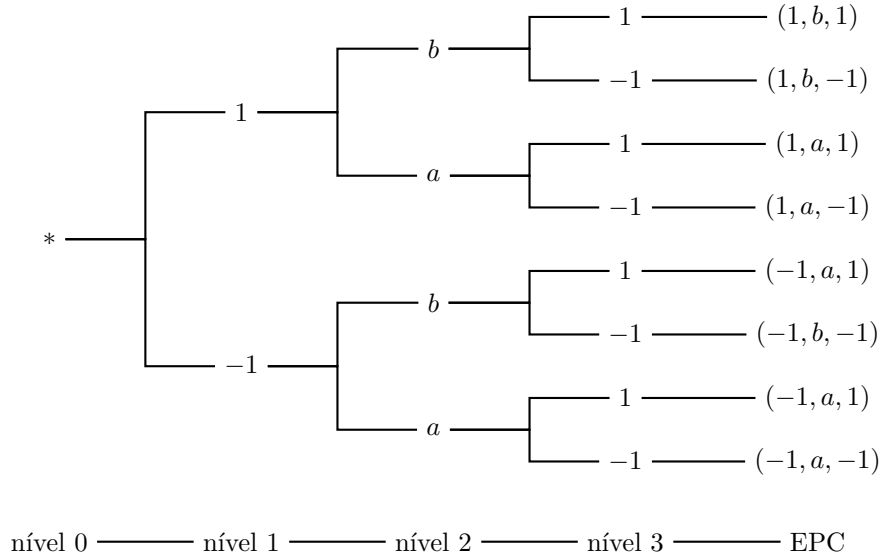 1 (1, b, 1)
b
−1 (1, b, −1)
1
1 (1, a, 1)
a
−1 (1, a, −1)
*
1 (−1, a, 1)
b
−1 (−1, b, −1)
−1
1 (−1, a, 1)
a
−1 (−1, a, −1)
nível 0 nível 1 nível 2 nível 3 EPC